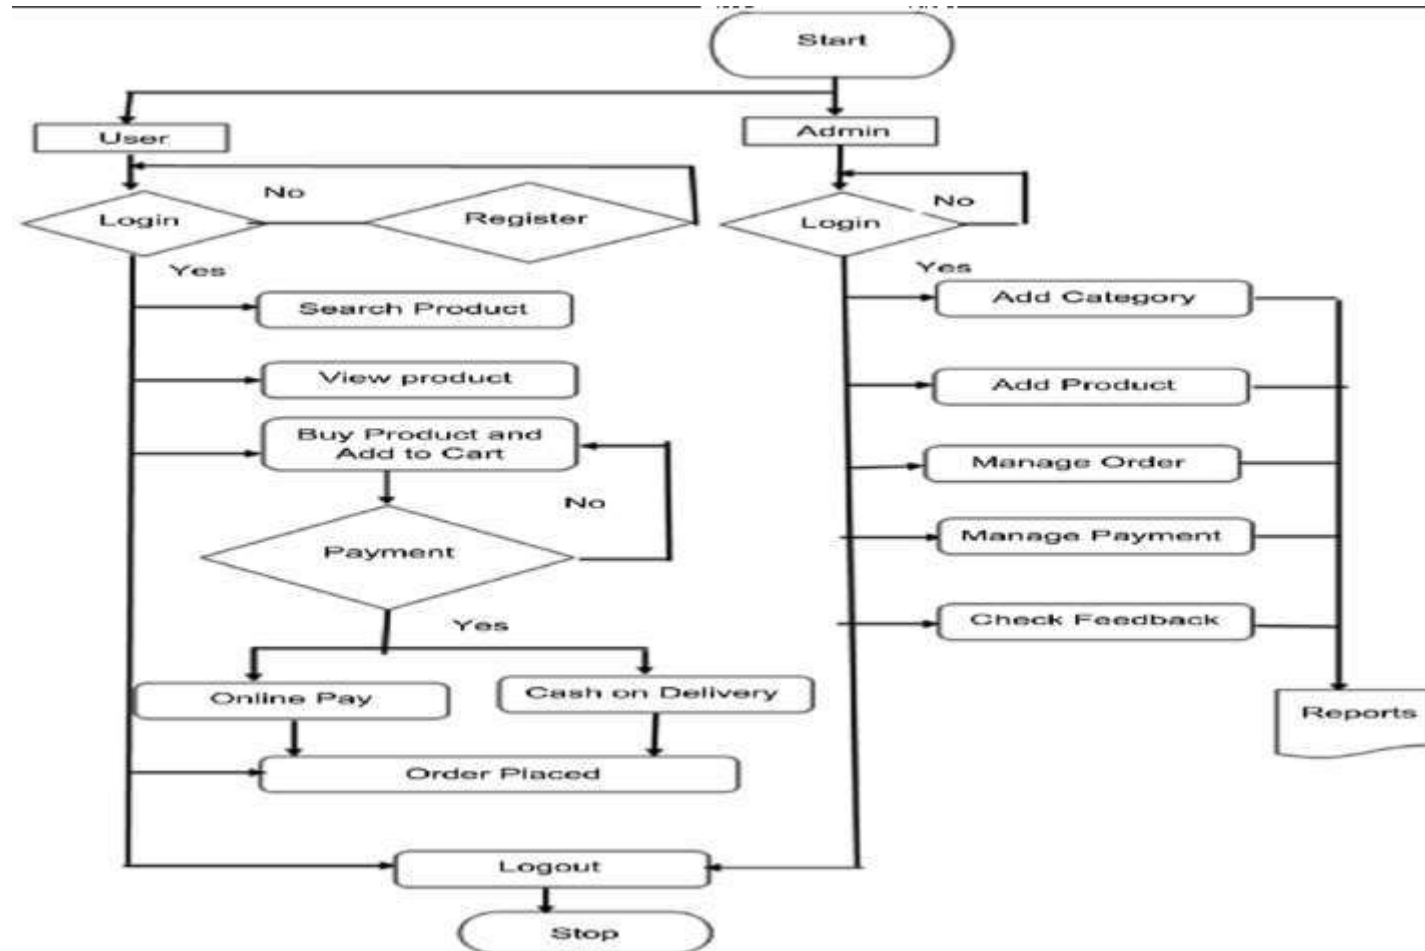 Start
User
Admin
No
Login
Register
No
Login
Yes
Yes
Search Product
Add Category
View product
Add Product
Buy Product and
Add to Cart
Manage Order
No
Payment
Manage Payment
Yes
Check Feedback
Online Pay
Cash on Delivery
Reports
Order Placed
Logout
Stop